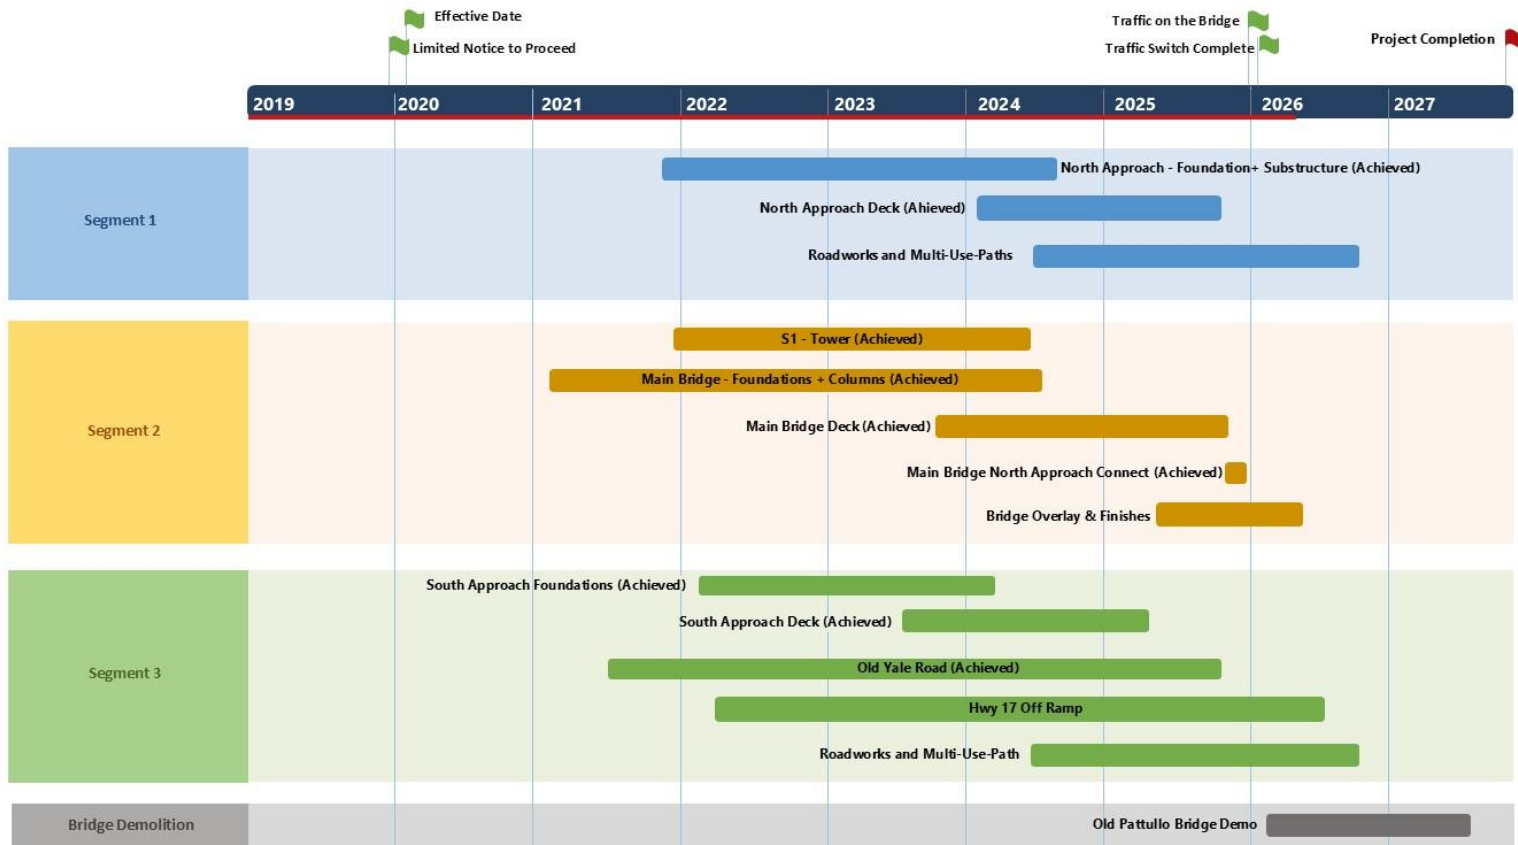 Effective Date
Limited Notice to Proceed
Traffic on the Bridge
Traffic Switch Complete
Project Completion
2019 2020 2021 2022 2023 2024 2025 2026 2027
Segment 1
North Approach - Foundation+ Substructure (Achieved)
North Approach Deck (Ahieved)
Roadworks and Multi-Use-Paths
Segment 2
S1 - Tower (Achieved)
Main Bridge - Foundations + Columns (Achieved)
Main Bridge Deck (Achieved)
Main Bridge North Approach Connect (Achieved)
Bridge Overlay & Finishes
Segment 3
South Approach Foundations (Achieved)
South Approach Deck (Achieved)
Old Yale Road (Achieved)
Hwy 17 Off Ramp
Roadworks and Multi-Use-Path
Bridge Demolition
Old Pattullo Bridge Demo